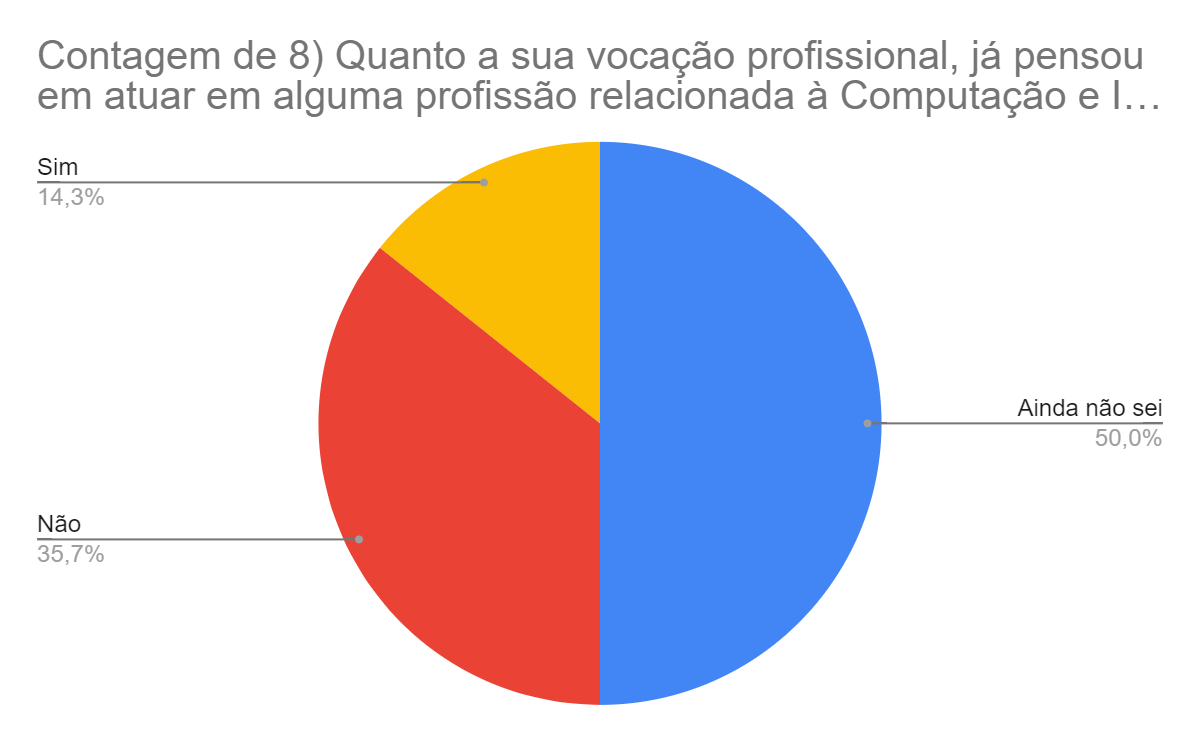 Contagem de 8) Quanto a sua vocação profissional, já pensou
em atuar em alguma profissão relacionada à Computação e I…
Sim
14,3%
Ainda não sei
50,0%
Não
35,7%